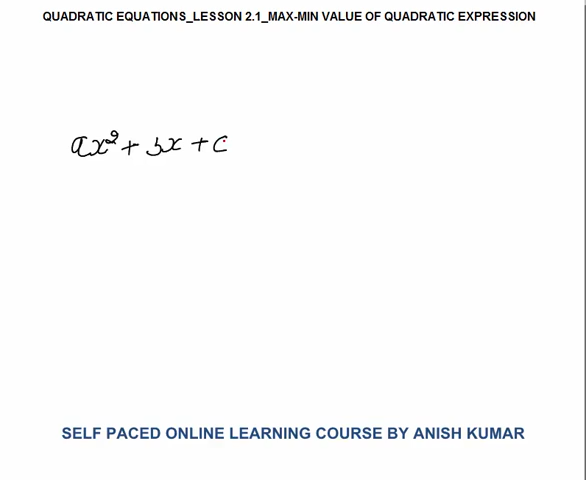 QUADRATIC EQUATIONS_LESSON 2.1_MAX-MIN VALUE OF QUADRATIC EXPRESSION
ax² + bx + c
SELF PACED ONLINE LEARNING COURSE BY ANISH KUMAR